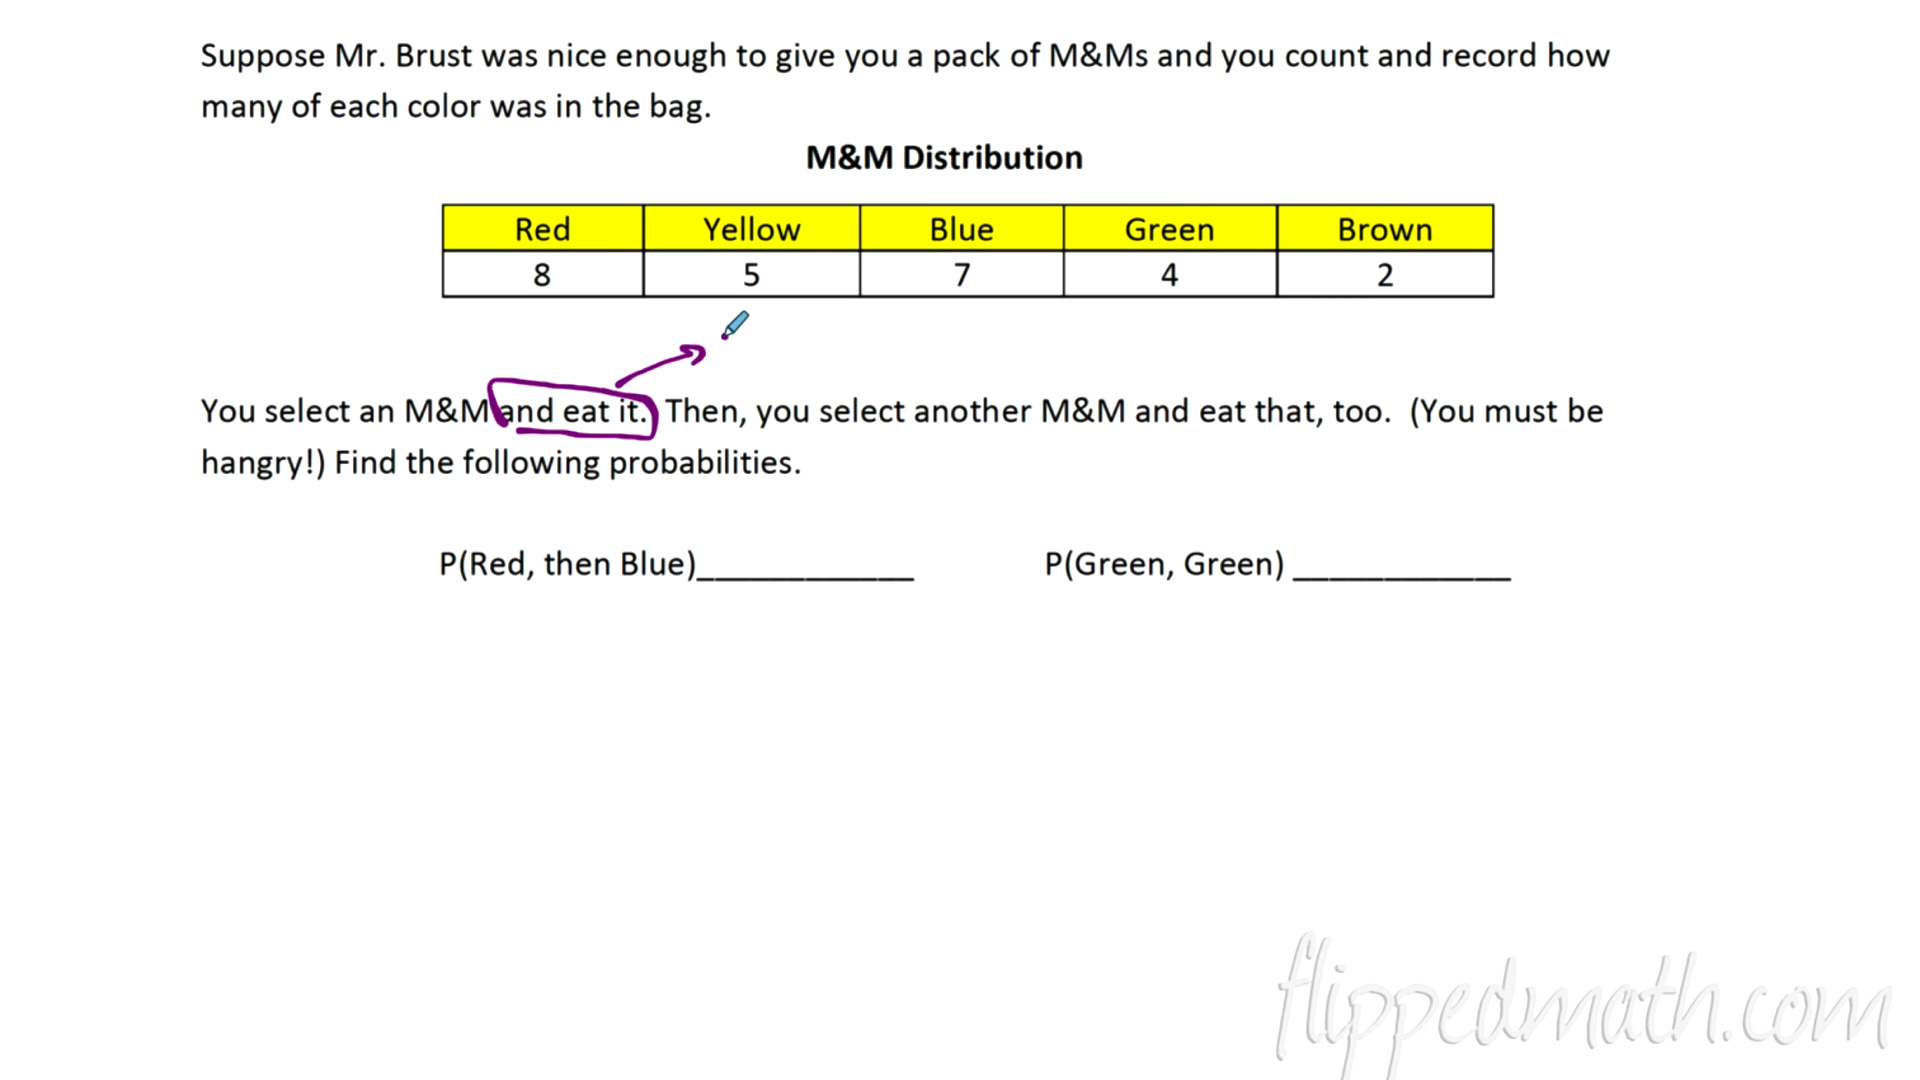 Suppose Mr. Brust was nice enough to give you a pack of M&Ms and you count and record how
many of each color was in the bag.
M&M Distribution
Red Yellow Blue Green Brown
8 5 7 4 2
You select an M&M and eat it. Then, you select another M&M and eat that, too. (You must be
hangry!) Find the following probabilities.
P(Red, then Blue)____________ P(Green, Green) ____________
flippedmath.com